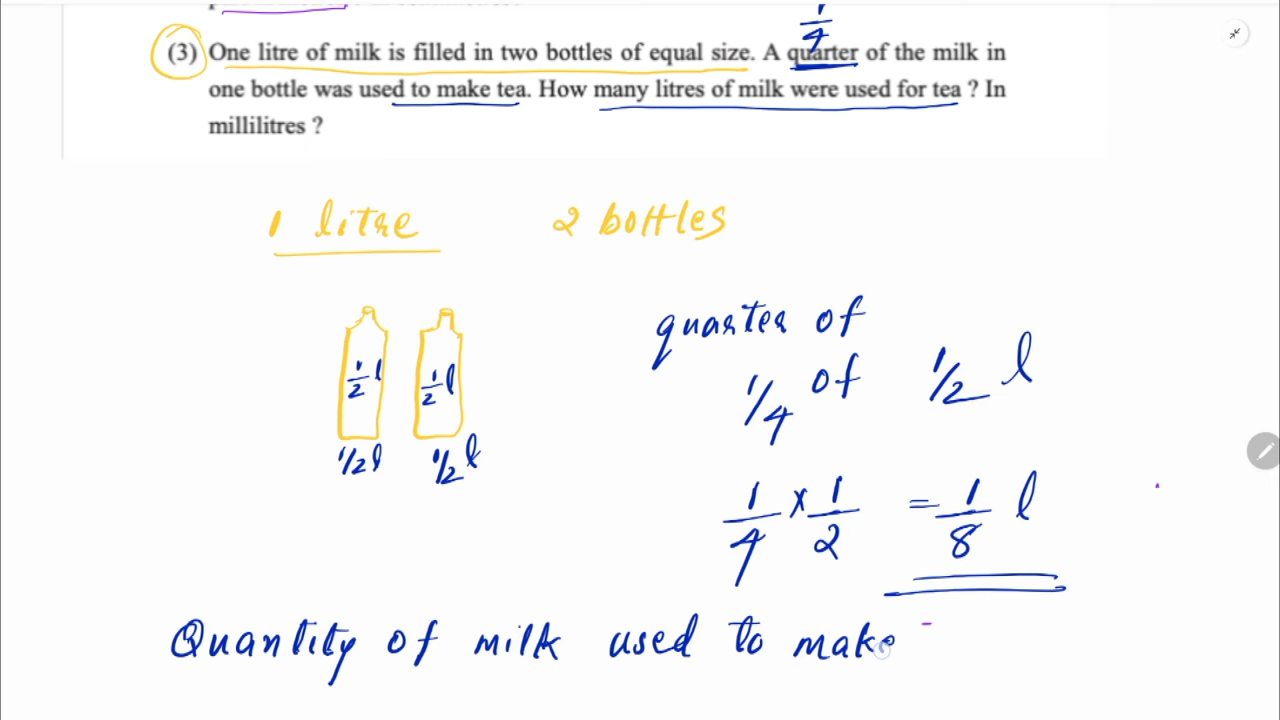 1/4
(3) One litre of milk is filled in two bottles of equal size. A quarter of the milk in
one bottle was used to make tea. How many litres of milk were used for tea ? In
millilitres ?
1 litre 2 bottles
1/2 l 1/2 l
1/2 l 1/2 l
quarter of
1/4 of 1/2 l
1/4 x 1/2 = 1/8 l
Quantity of milk used to make